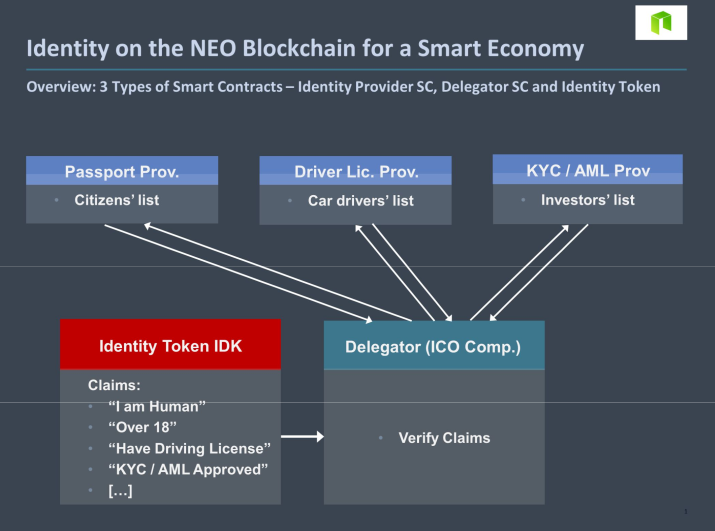 Identity on the NEO Blockchain for a Smart Economy
Overview: 3 Types of Smart Contracts – Identity Provider SC, Delegator SC and Identity Token
Passport Prov.
• Citizens’ list
Driver Lic. Prov.
• Car drivers’ list
KYC / AML Prov
• Investors’ list
Identity Token IDK
Claims:
• “I am Human”
• “Over 18”
• “Have Driving License”
• “KYC / AML Approved”
• […]
Delegator (ICO Comp.)
• Verify Claims